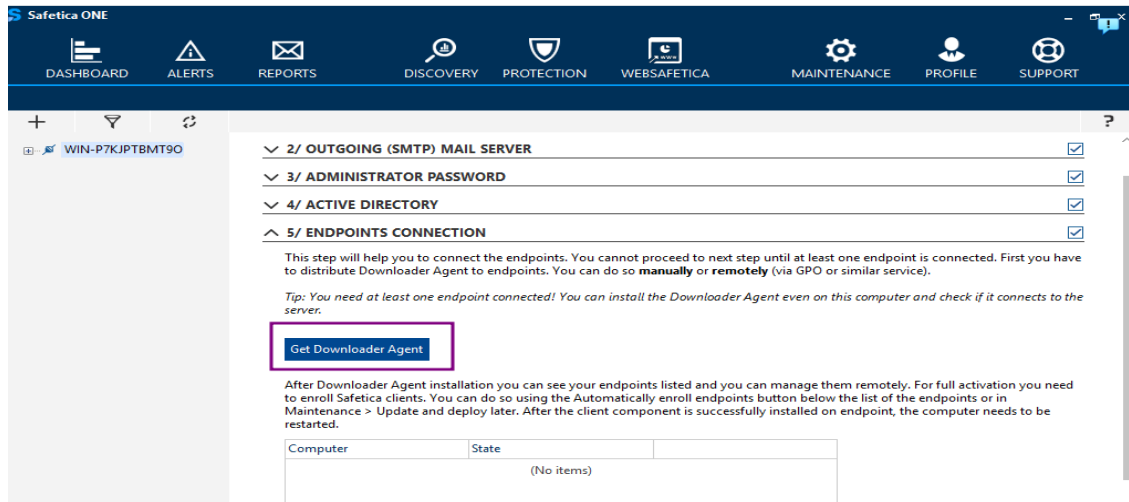 Safetica ONE
DASHBOARD ALERTS REPORTS DISCOVERY PROTECTION WEBSAFETICA MAINTENANCE PROFILE SUPPORT
?
WIN-P7KJPTBMT9O
2/ OUTGOING (SMTP) MAIL SERVER
3/ ADMINISTRATOR PASSWORD
4/ ACTIVE DIRECTORY
5/ ENDPOINTS CONNECTION
This step will help you to connect the endpoints. You cannot proceed to next step until at least one endpoint is connected. First you have
to distribute Downloader Agent to endpoints. You can do so manually or remotely (via GPO or similar service).
Tip: You need at least one endpoint connected! You can install the Downloader Agent even on this computer and check if it connects to the
server.
Get Downloader Agent
After Downloader Agent installation you can see your endpoints listed and you can manage them remotely. For full activation you need
to enroll Safetica clients. You can do so using the Automatically enroll endpoints button below the list of the endpoints or in
Maintenance > Update and deploy later. After the client component is successfully installed on endpoint, the computer needs to be
restarted.
Computer State
(No items)